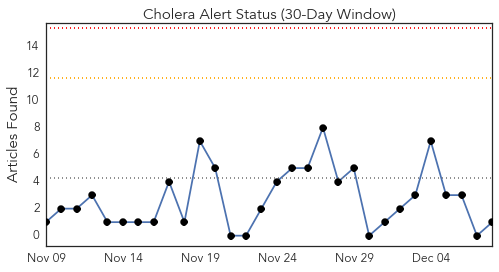 Cholera Alert Status (30-Day Window)
Articles Found
14
12
10
8
6
4
2
0
Nov 09 Nov 14 Nov 19 Nov 24 Nov 29 Dec 04